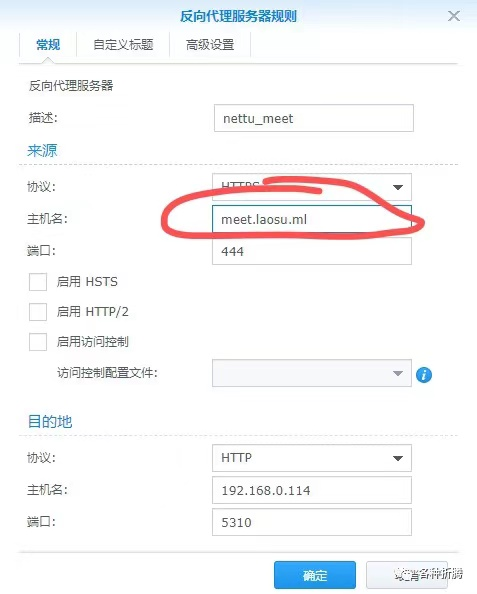 反向代理服务器规则
常规 自定义标题 高级设置
反向代理服务器
描述: nettu_meet
来源
协议: HTTPS
主机名: meet.laosu.ml
端口: 444
启用 HSTS
启用 HTTP/2
启用访问控制
访问控制配置文件:
目的地
协议: HTTP
主机名: 192.168.0.114
端口: 5310
确定 取消
各种折腾